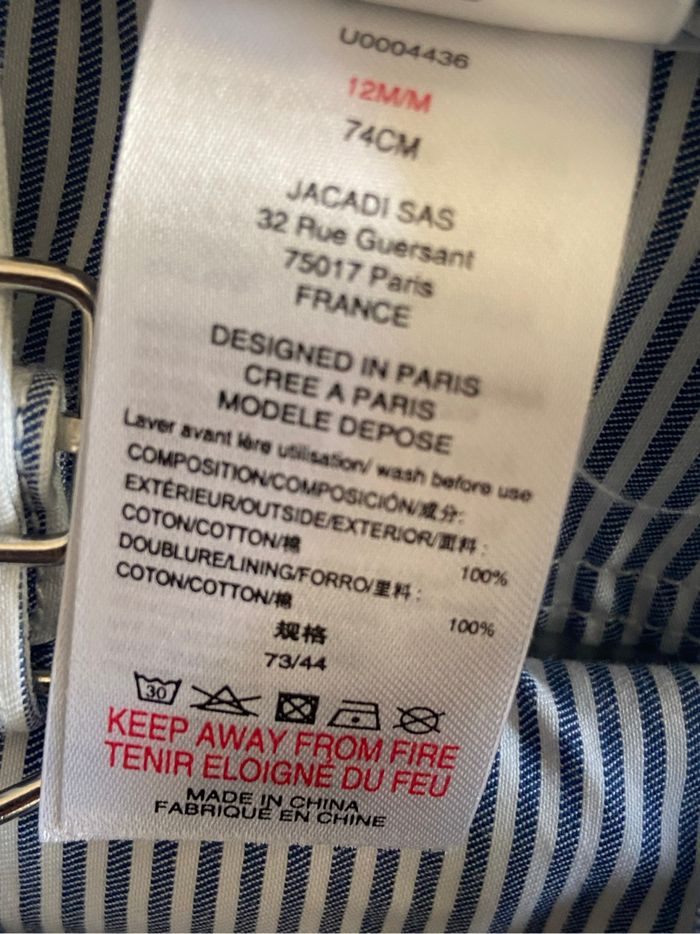 U0004436
12M/M
74CM
JACADI SAS
32 Rue Guersant
75017 Paris
FRANCE
DESIGNED IN PARIS
CREE A PARIS
MODELE DEPOSE
Laver avant lère utilisation/ wash before use
COMPOSITION/COMPOSICIÓN/成分:
EXTÉRIEUR/OUTSIDE/EXTERIOR/面料 :
COTON/COTTON/棉 100%
DOUBLURE/LINING/FORRO/里料 :
COTON/COTTON/棉 100%
规格
73/44
30
KEEP AWAY FROM FIRE
TENIR ELOIGNÉ DU FEU
MADE IN CHINA
FABRIQUÉ EN CHINE